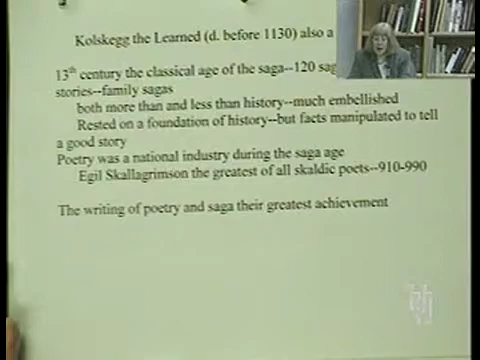 Kolskegg the Learned (d. before 1130) also a
13th century the classical age of the saga--120 sag
stories--family sagas
both more than and less than history--much embellished
Rested on a foundation of history--but facts manipulated to tell
a good story
Poetry was a national industry during the saga age
Egil Skallagrimson the greatest of all skaldic poets--910-990
The writing of poetry and saga their greatest achievement